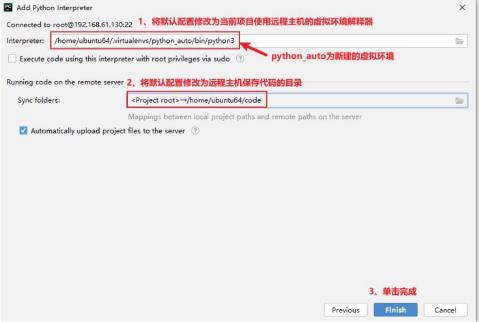 PC Add Python Interpreter
Connected to root@192.168.61.130:22 1、将默认配置修改为当前项目使用远程主机的虚拟环境解释器
Interpreter: /home/ubuntu64/.virtualenvs/python_auto/bin/python3
Execute code using this interpreter with root privileges via sudo ?
python_auto为新建的虚拟环境
Running code on the remote server 2、将默认配置修改为远程主机保存代码的目录
Sync folders: <Project root>→/home/ubuntu64/code
Mappings between local project paths and remote paths on the server
Automatically upload project files to the server ?
3、单击完成
Previous Finish Cancel